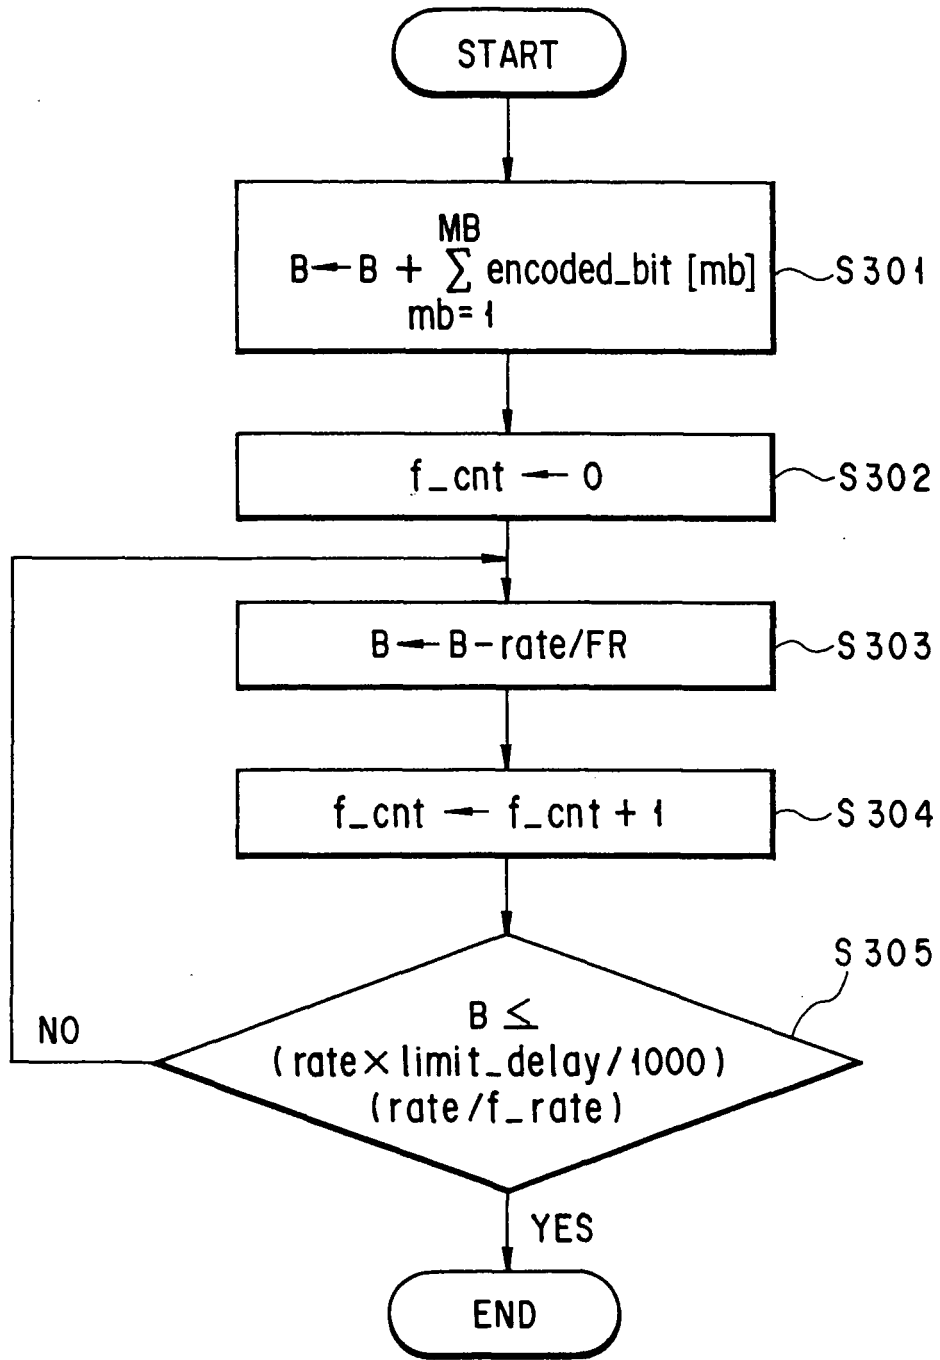 START
MB
B←B + ∑ encoded_bit [mb]
mb=1
S301
f_cnt ← 0
S302
B←B-rate/FR
S303
f_cnt ← f_cnt + 1
S304
S305
B ≤
(rate×limit_delay/1000)
(rate/f_rate)
NO
YES
END